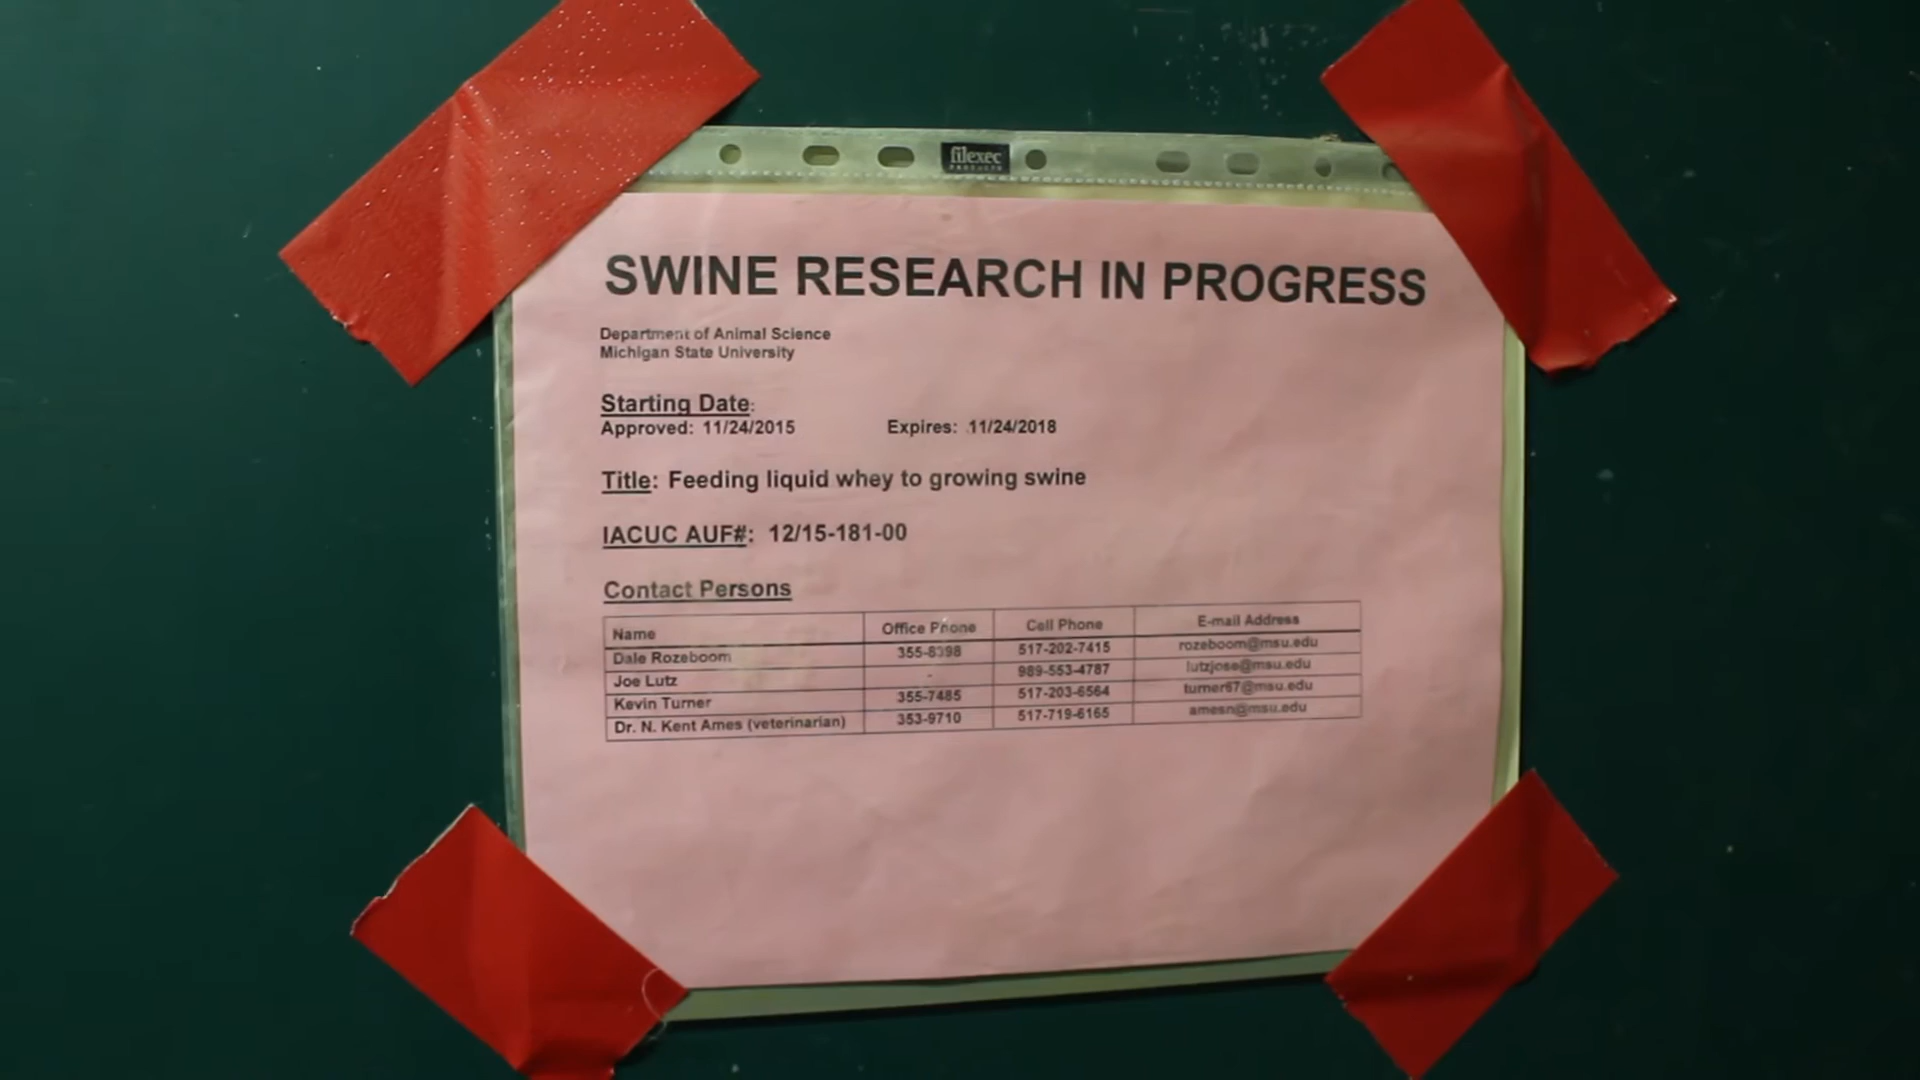 filexec
PRODUCTS
SWINE RESEARCH IN PROGRESS
Department of Animal Science
Michigan State University
Starting Date:
Approved: 11/24/2015 Expires: 11/24/2018
Title: Feeding liquid whey to growing swine
IACUC AUF#: 12/15-181-00
Contact Persons
Name Office Phone Cell Phone E-mail Address
Dale Rozeboom 355-8398 517-202-7415 rozeboom@msu.edu
Joe Lutz - 989-553-4787 lutzjose@msu.edu
Kevin Turner 355-7485 517-203-6564 turner67@msu.edu
Dr. N. Kent Ames (veterinarian) 353-9710 517-719-6165 amesn@msu.edu